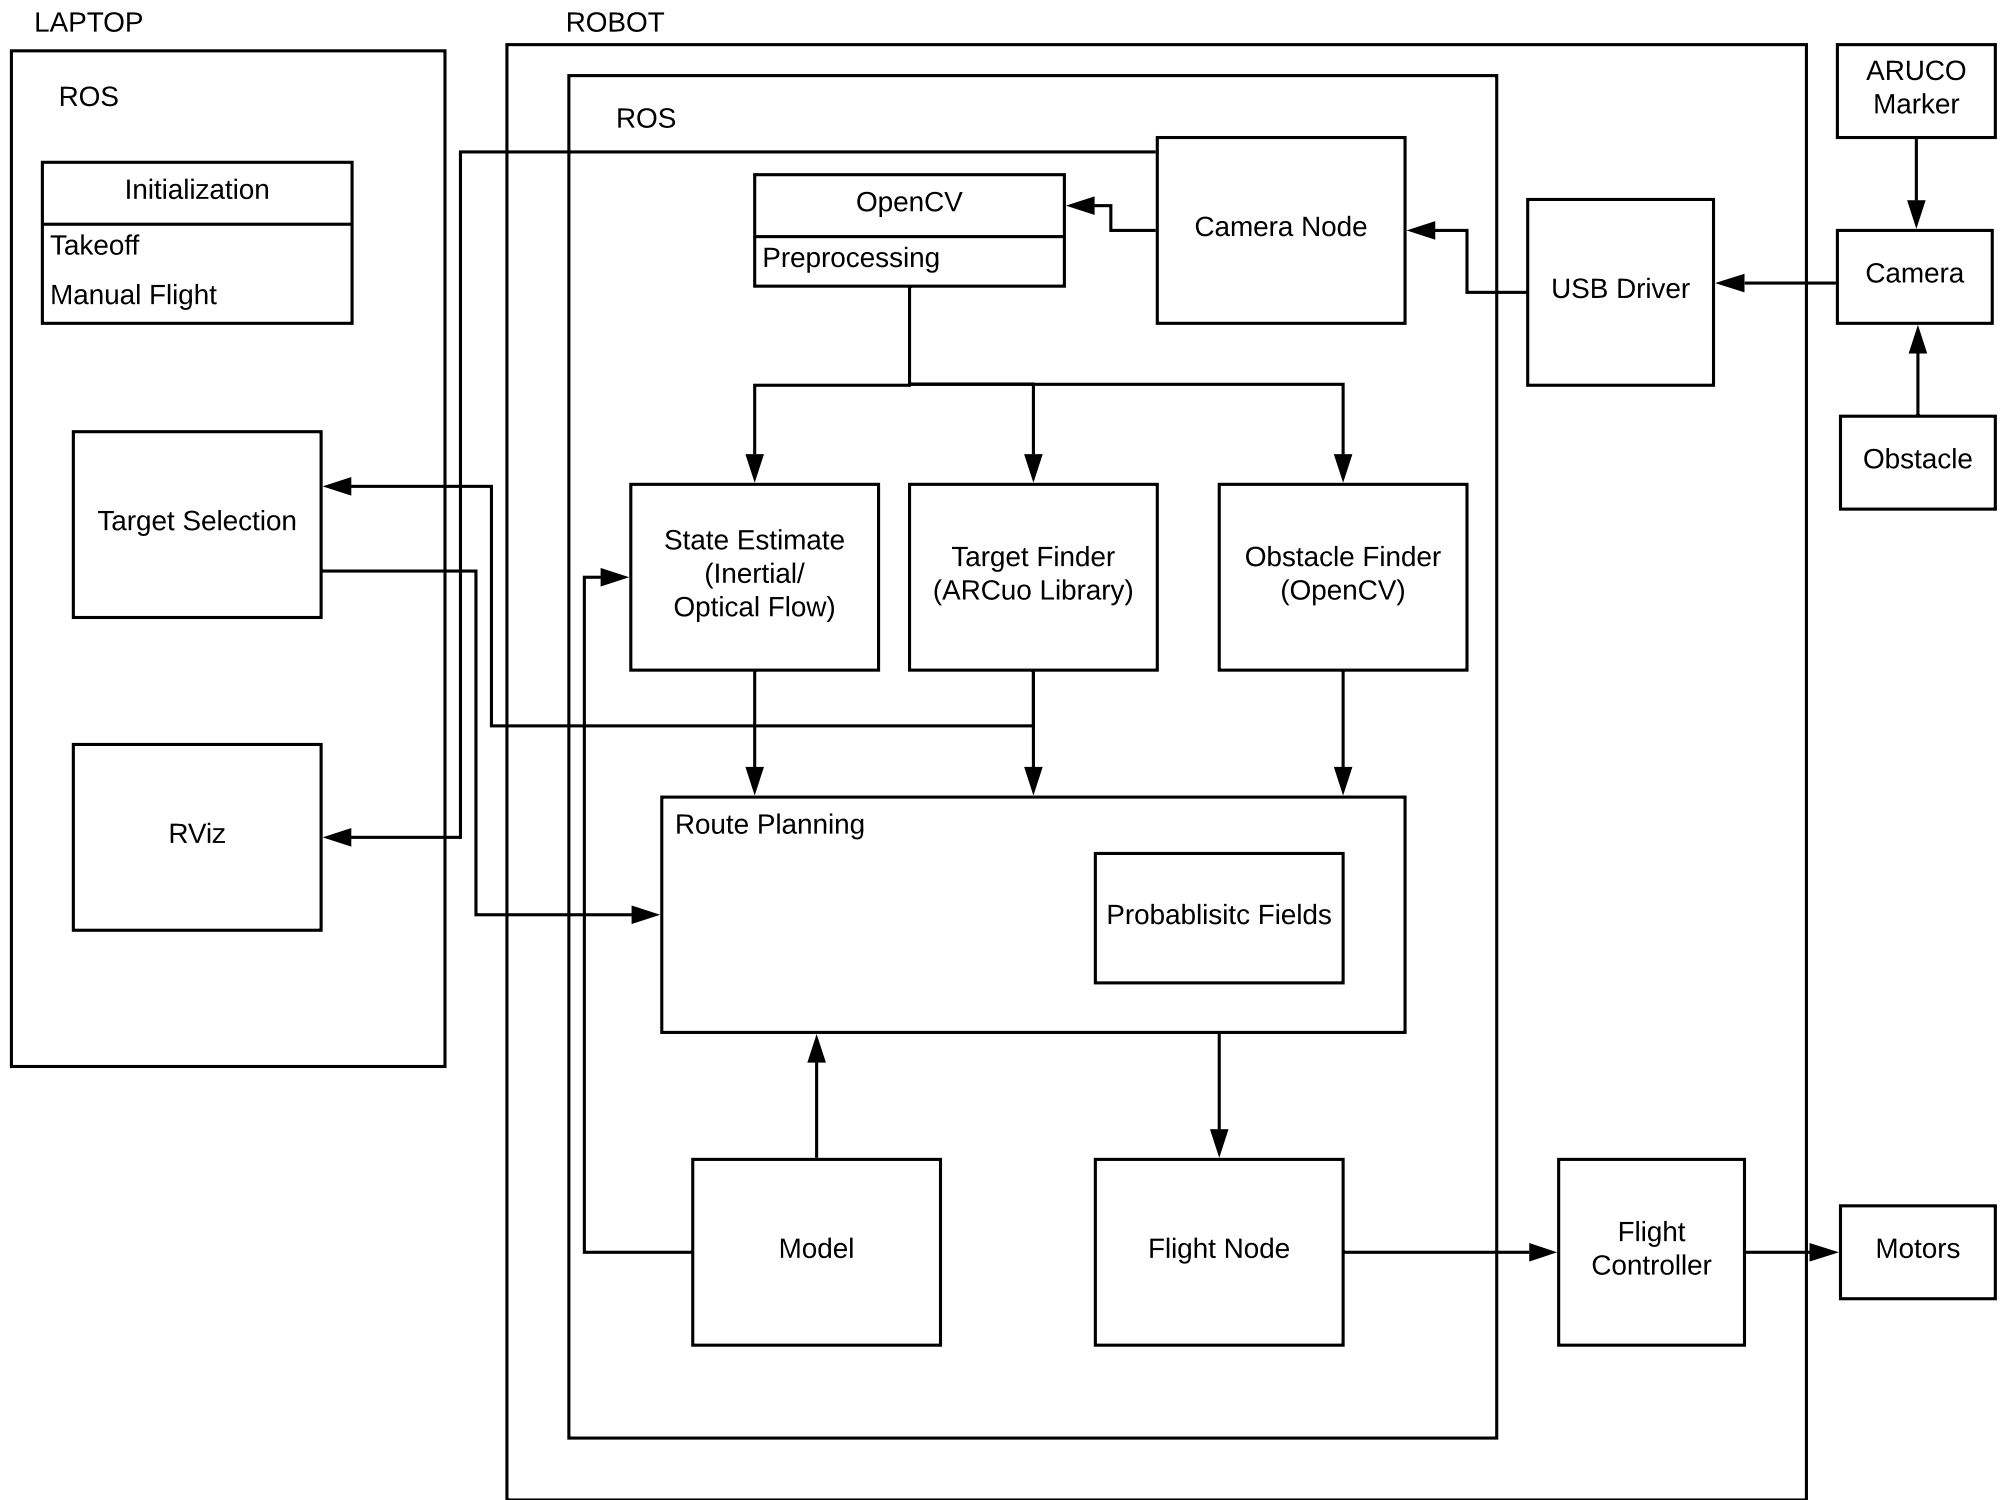 LAPTOP
ROBOT
ROS
Initialization
Takeoff
Manual Flight
Target Selection
RViz
ROS
OpenCV
Preprocessing
Camera Node
USB Driver
ARUCO
Marker
Camera
Obstacle
State Estimate
(Inertial/
Optical Flow)
Target Finder
(ARCuo Library)
Obstacle Finder
(OpenCV)
Route Planning
Probablisitc Fields
Model
Flight Node
Flight
Controller
Motors